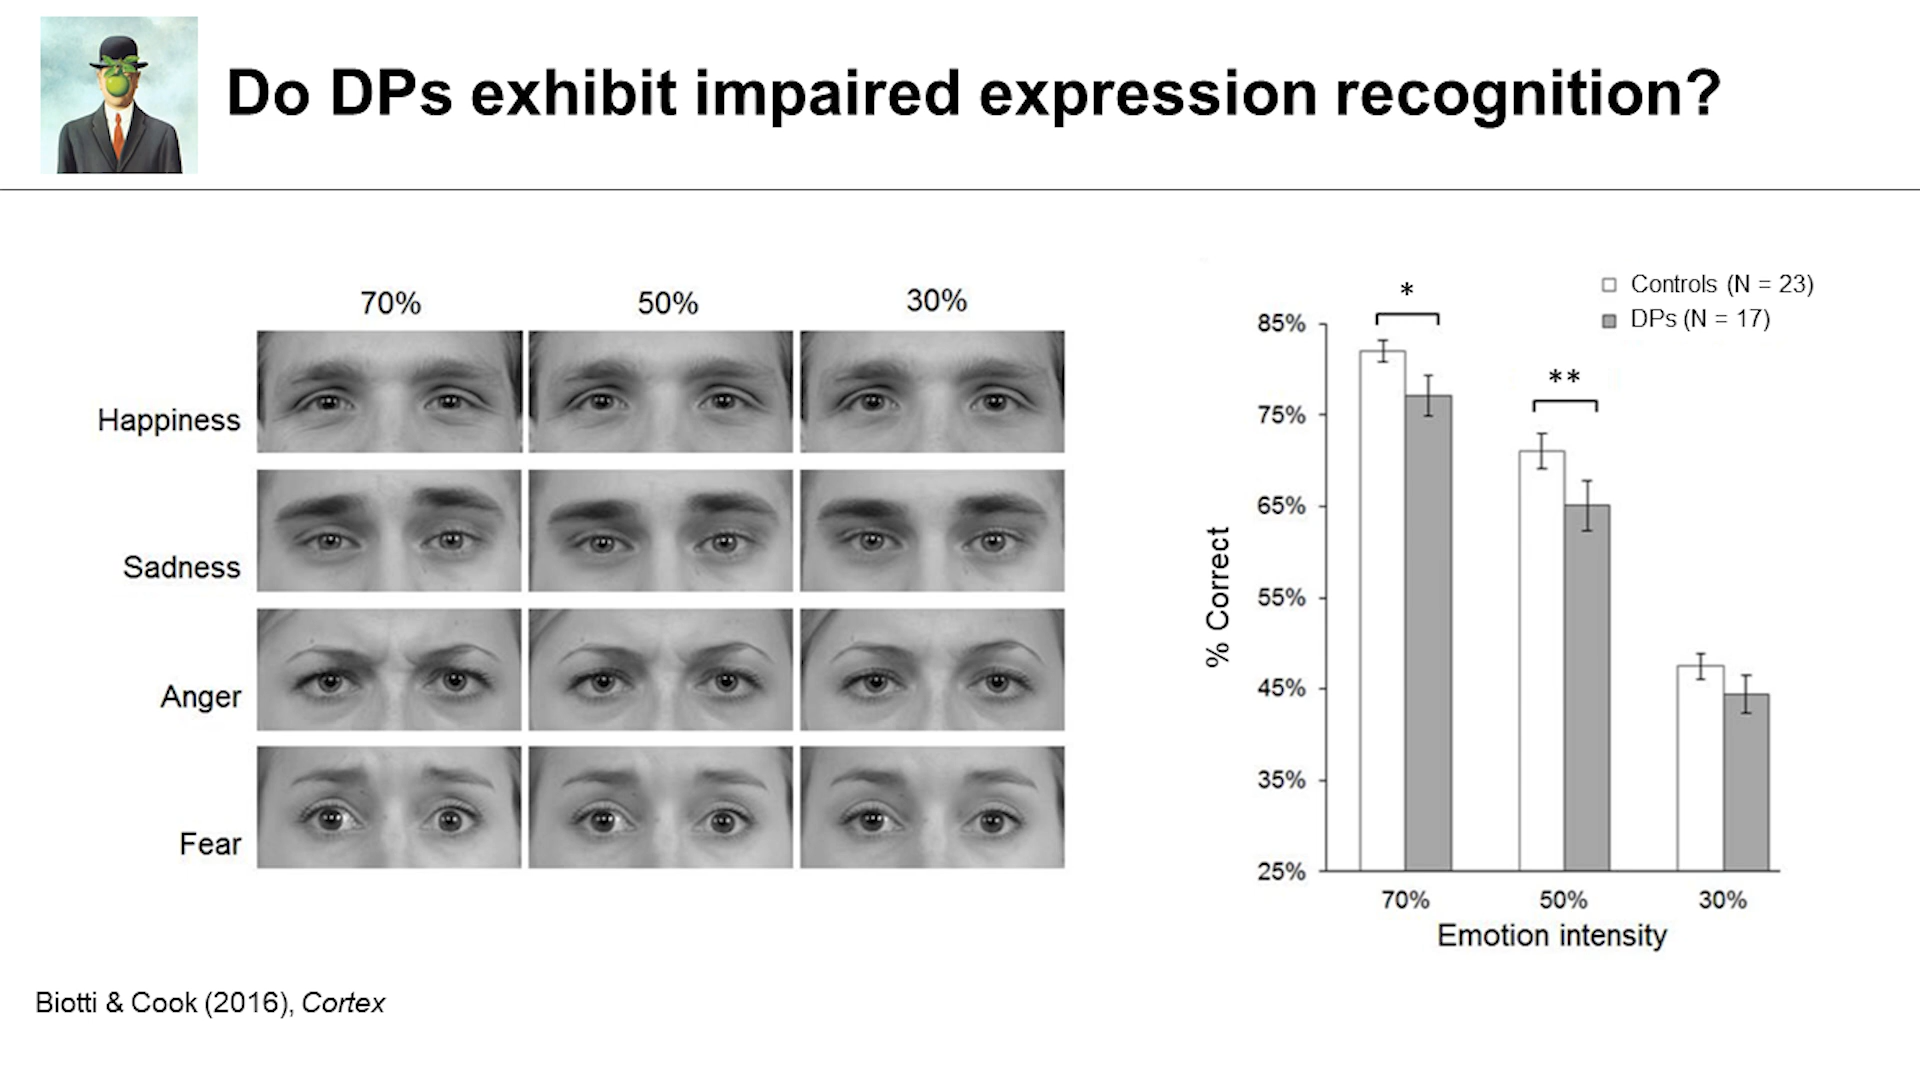 Do DPs exhibit impaired expression recognition?
70% 50% 30%
Happiness
Sadness
Anger
Fear
Controls (N = 23)
DPs (N = 17)
*
**
85%
75%
65%
55%
45%
35%
25%
% Correct
70% 50% 30%
Emotion intensity
Biotti & Cook (2016), Cortex